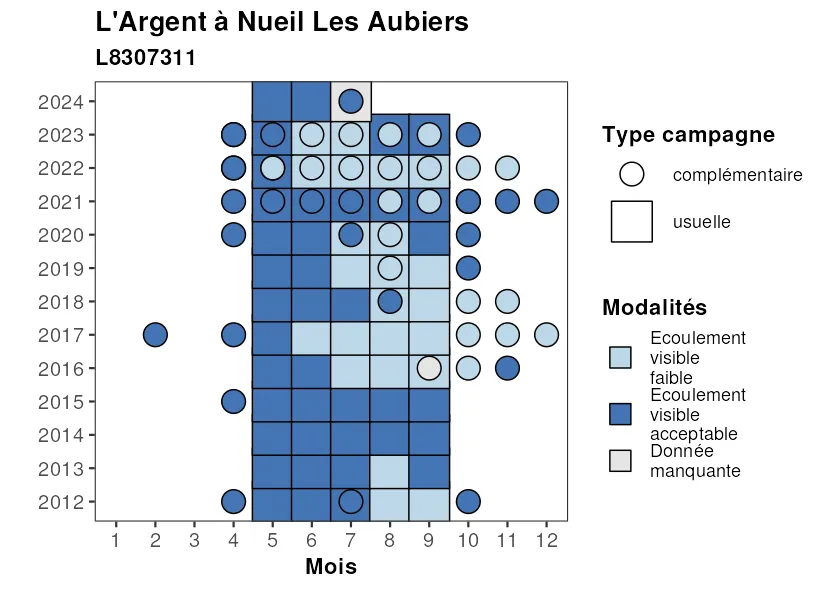 L'Argent à Nueil Les Aubiers
L8307311
2024
2023
2022
2021
2020
2019
2018
2017
2016
2015
2014
2013
2012
1 2 3 4 5 6 7 8 9 10 11 12
Mois
Type campagne
complémentaire
usuelle
Modalités
Ecoulement
visible
faible
Ecoulement
visible
acceptable
Donnée
manquante